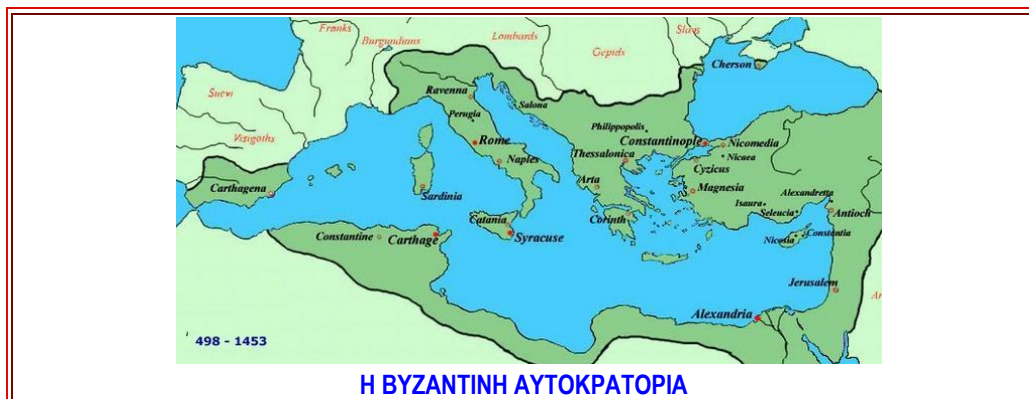 Franks
Burgundians
Lombards
Gepids
Slavs
Cherson
Suevi
Ravenna
Salona
Perugia
Philippopolis
Visigoths
Rome
Constantinople
Nicomedia
Nicaea
Naples
Thessalonica
Cyzicus
Carthagena
Sardinia
Arta
Magnesia
Alexandretta
Isaura
Seleucia
Antioch
Catania
Corinth
Constantine
Carthage
Syracuse
Nicosia
Constantia
Jerusalem
Alexandria
498 - 1453
Η ΒΥΖΑΝΤΙΝΗ ΑΥΤΟΚΡΑΤΟΡΙΑ